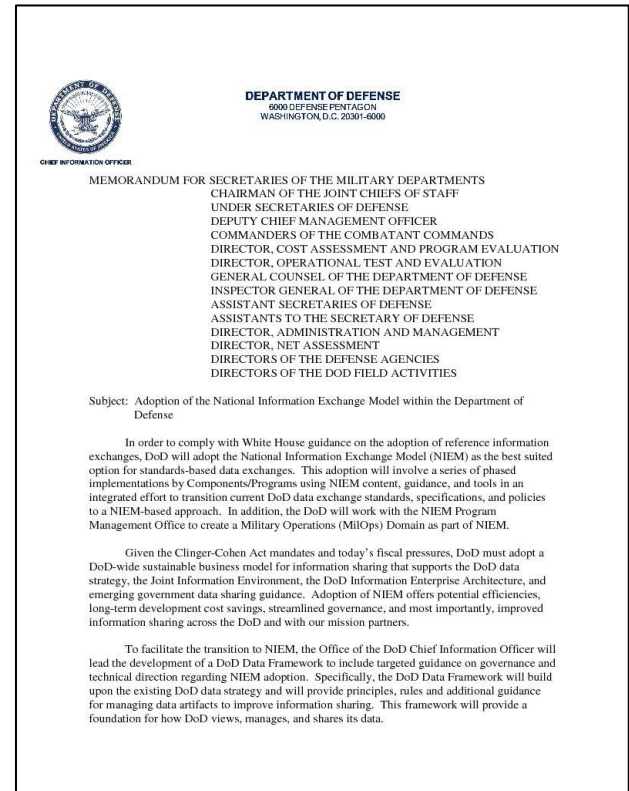 DEPARTMENT OF DEFENSE
UNITED STATES OF AMERICA
DEPARTMENT OF DEFENSE
6000 DEFENSE PENTAGON
WASHINGTON, D.C. 20301-6000
CHIEF INFORMATION OFFICER
MEMORANDUM FOR SECRETARIES OF THE MILITARY DEPARTMENTS
CHAIRMAN OF THE JOINT CHIEFS OF STAFF
UNDER SECRETARIES OF DEFENSE
DEPUTY CHIEF MANAGEMENT OFFICER
COMMANDERS OF THE COMBATANT COMMANDS
DIRECTOR, COST ASSESSMENT AND PROGRAM EVALUATION
DIRECTOR, OPERATIONAL TEST AND EVALUATION
GENERAL COUNSEL OF THE DEPARTMENT OF DEFENSE
INSPECTOR GENERAL OF THE DEPARTMENT OF DEFENSE
ASSISTANT SECRETARIES OF DEFENSE
ASSISTANTS TO THE SECRETARY OF DEFENSE
DIRECTOR, ADMINISTRATION AND MANAGEMENT
DIRECTOR, NET ASSESSMENT
DIRECTORS OF THE DEFENSE AGENCIES
DIRECTORS OF THE DOD FIELD ACTIVITIES
Subject: Adoption of the National Information Exchange Model within the Department of
Defense
In order to comply with White House guidance on the adoption of reference information
exchanges, DoD will adopt the National Information Exchange Model (NIEM) as the best suited
option for standards-based data exchanges. This adoption will involve a series of phased
implementations by Components/Programs using NIEM content, guidance, and tools in an
integrated effort to transition current DoD data exchange standards, specifications, and policies
to a NIEM-based approach. In addition, the DoD will work with the NIEM Program
Management Office to create a Military Operations (MilOps) Domain as part of NIEM.
Given the Clinger-Cohen Act mandates and today's fiscal pressures, DoD must adopt a
DoD-wide sustainable business model for information sharing that supports the DoD data
strategy, the Joint Information Environment, the DoD Information Enterprise Architecture, and
emerging government data sharing guidance. Adoption of NIEM offers potential efficiencies,
long-term development cost savings, streamlined governance, and most importantly, improved
information sharing across the DoD and with our mission partners.
To facilitate the transition to NIEM, the Office of the DoD Chief Information Officer will
lead the development of a DoD Data Framework to include targeted guidance on governance and
technical direction regarding NIEM adoption. Specifically, the DoD Data Framework will build
upon the existing DoD data strategy and will provide principles, rules and additional guidance
for managing data artifacts to improve information sharing. This framework will provide a
foundation for how DoD views, manages, and shares its data.